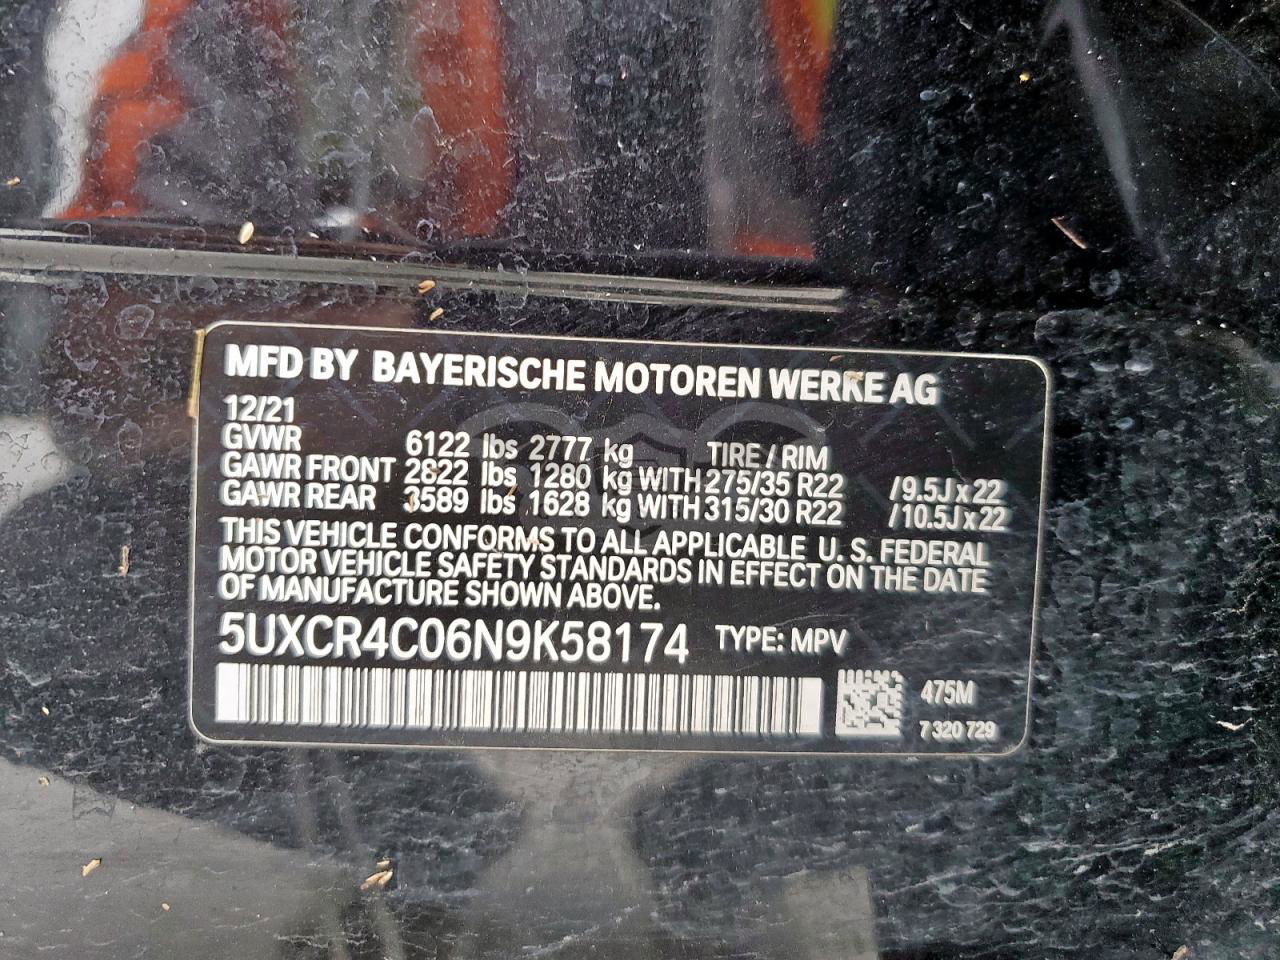 MFD BY BAYERISCHE MOTOREN WERKE AG
12/21
GVWR 6122 lbs 2777 kg TIRE / RIM
GAWR FRONT 2822 lbs 1280 kg WITH 275/35 R22 /9.5J x 22
GAWR REAR 3589 lbs 1628 kg WITH 315/30 R22 /10.5J x 22
THIS VEHICLE CONFORMS TO ALL APPLICABLE U. S. FEDERAL
MOTOR VEHICLE SAFETY STANDARDS IN EFFECT ON THE DATE
OF MANUFACTURE SHOWN ABOVE.
5UXCR4C06N9K58174 TYPE: MPV
475M
7 320 729